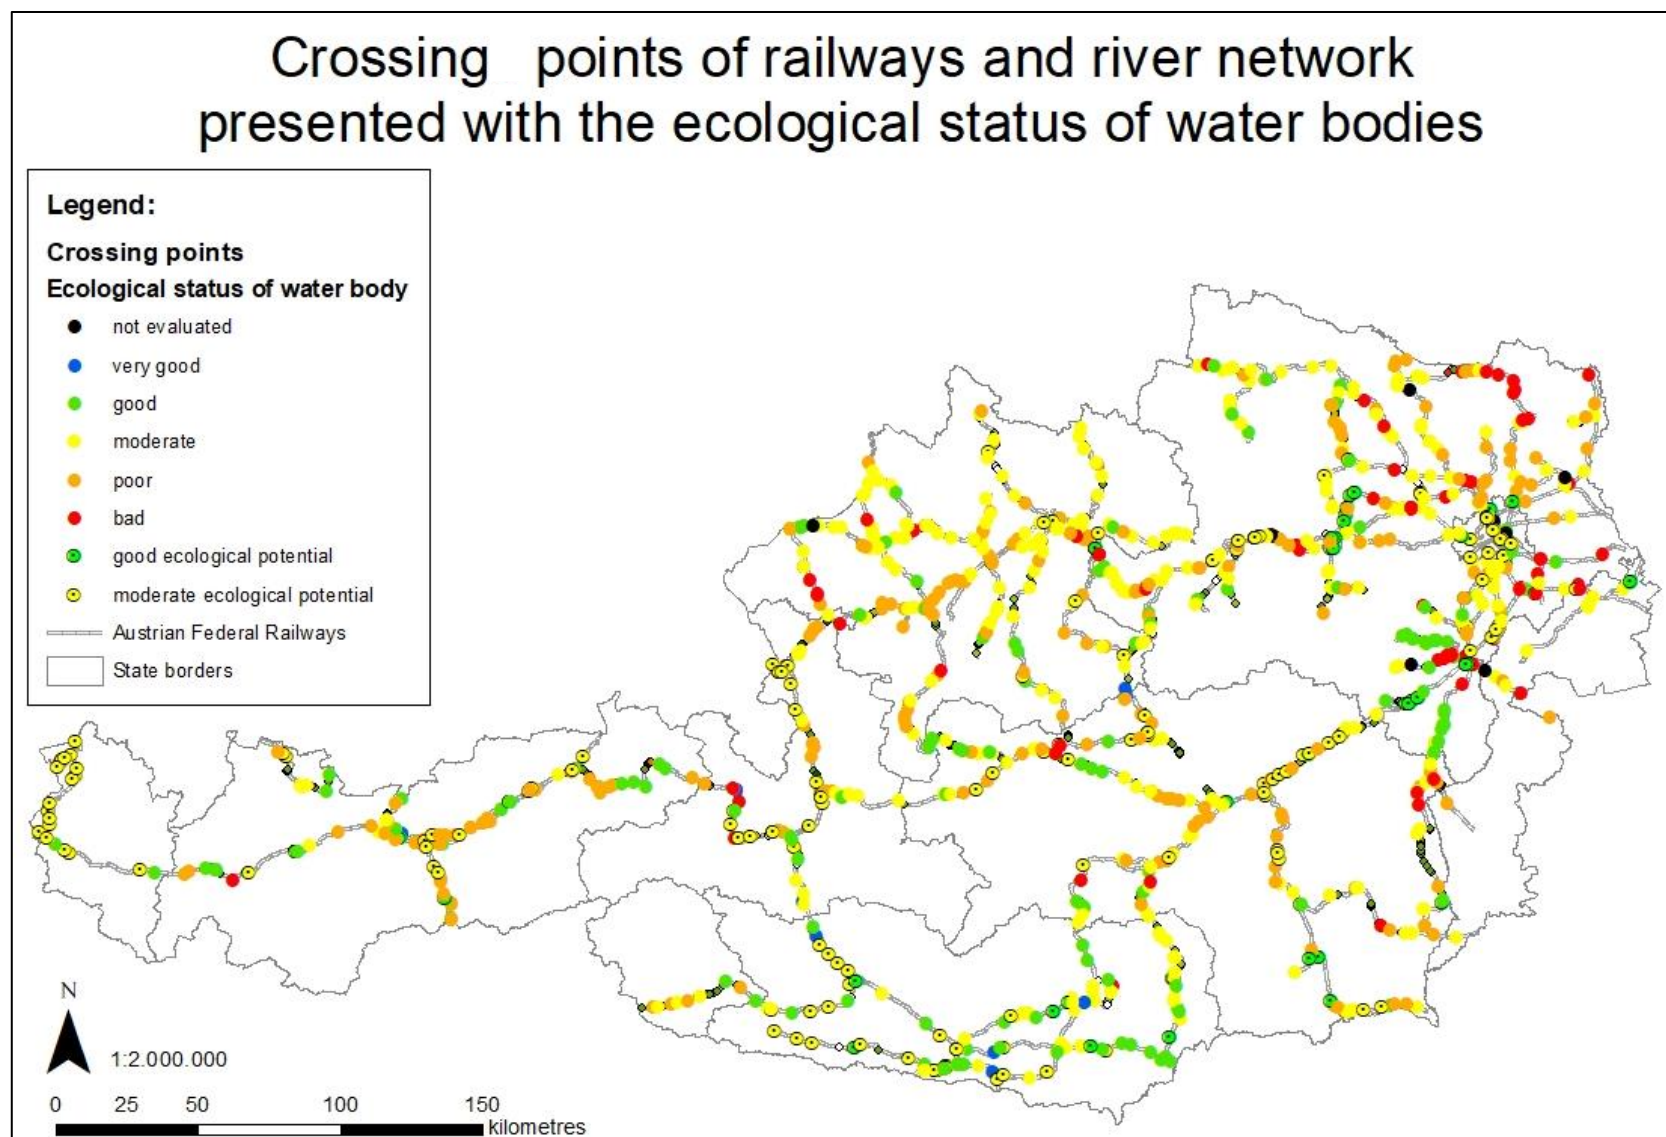 Crossing points of railways and river network
presented with the ecological status of water bodies
Legend:
Crossing points
Ecological status of water body
not evaluated
very good
good
moderate
poor
bad
good ecological potential
moderate ecological potential
Austrian Federal Railways
State borders
N
1:2.000.000
0 25 50 100 150
kilometres